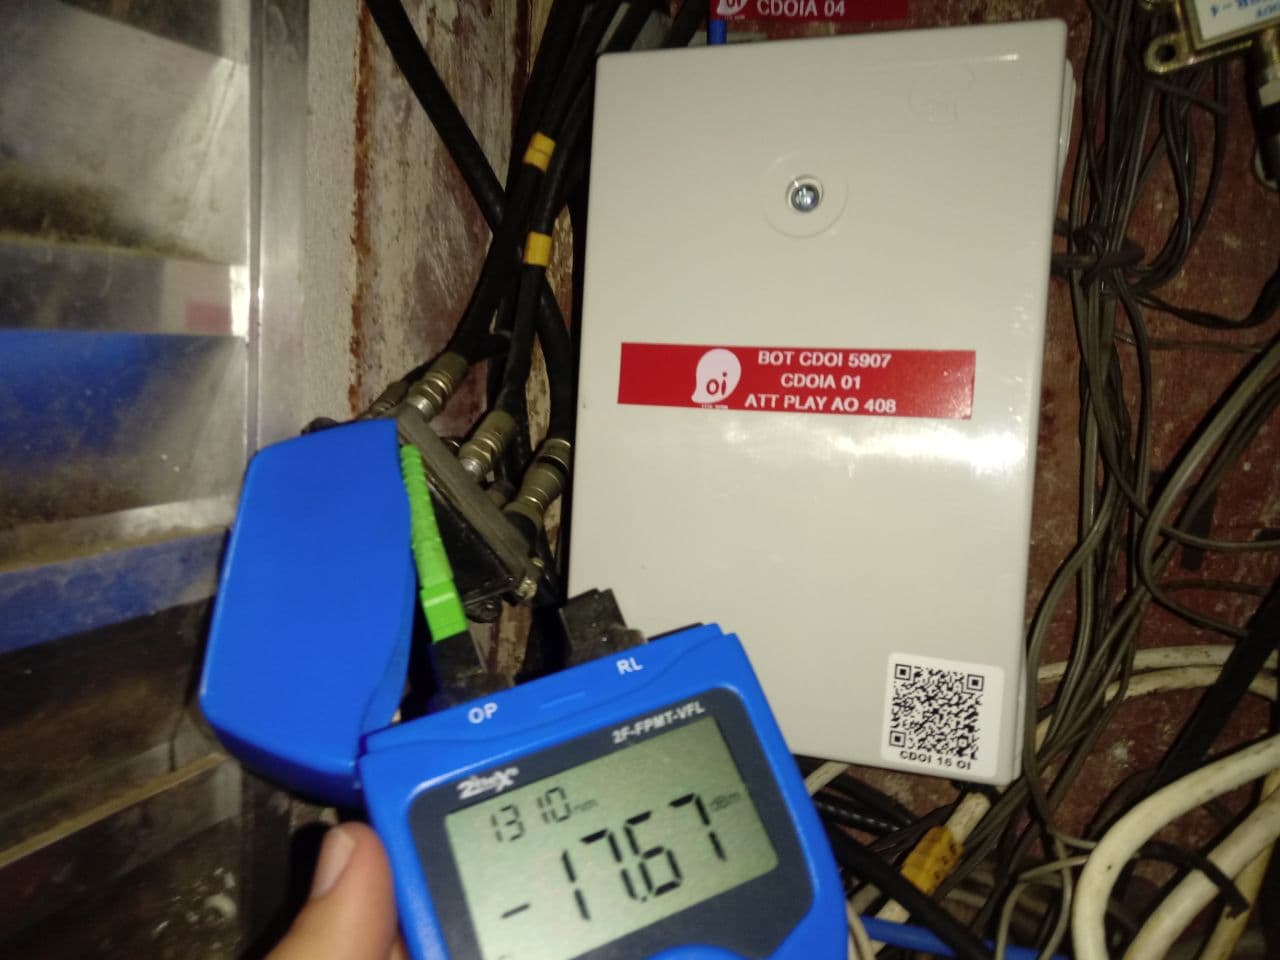 CDOIA 04
oi
BOT CDOI 5907
CDOIA 01
ATT PLAY AO 408
CDOI 16 OI
RL
OP
2F-FPMT-VFL
1310nm
-17.67 dBm